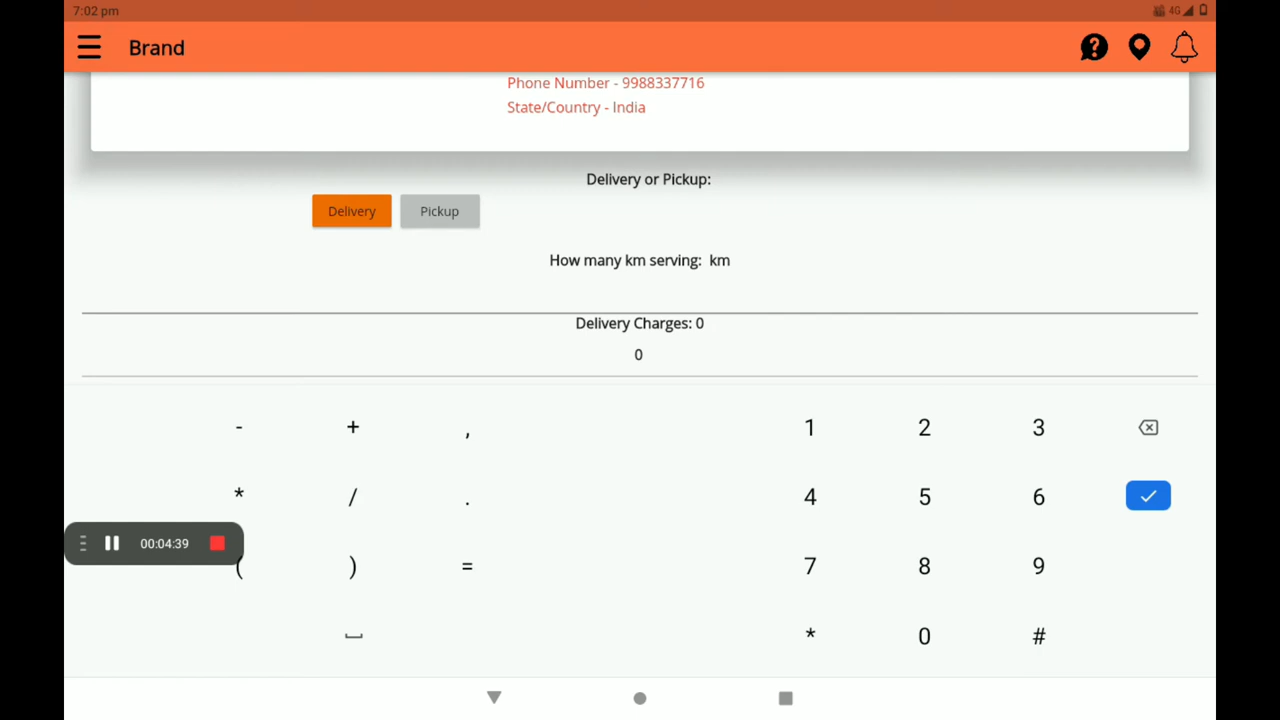 7:02 pm
4G
Brand
Phone Number - 9988337716
State/Country - India
Delivery or Pickup:
Delivery Pickup
How many km serving: km
Delivery Charges: 0
0
- + , 1 2 3
* / . 4 5 6
00:04:39
( ) = 7 8 9
* 0 #